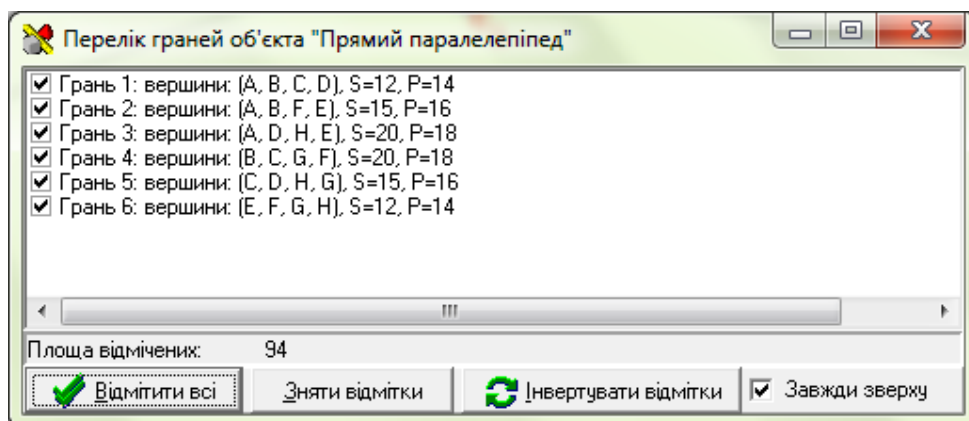 Перелік граней об'єкта "Прямий паралелепіпед"
Грань 1: вершини: (A, B, C, D), S=12, P=14
Грань 2: вершини: (A, B, F, E), S=15, P=16
Грань 3: вершини: (A, D, H, E), S=20, P=18
Грань 4: вершини: (B, C, G, F), S=20, P=18
Грань 5: вершини: (C, D, H, G), S=15, P=16
Грань 6: вершини: (E, F, G, H), S=12, P=14
Площа відмічених: 94
Відмітити всі Зняти відмітки Інвертувати відмітки Завжди зверху